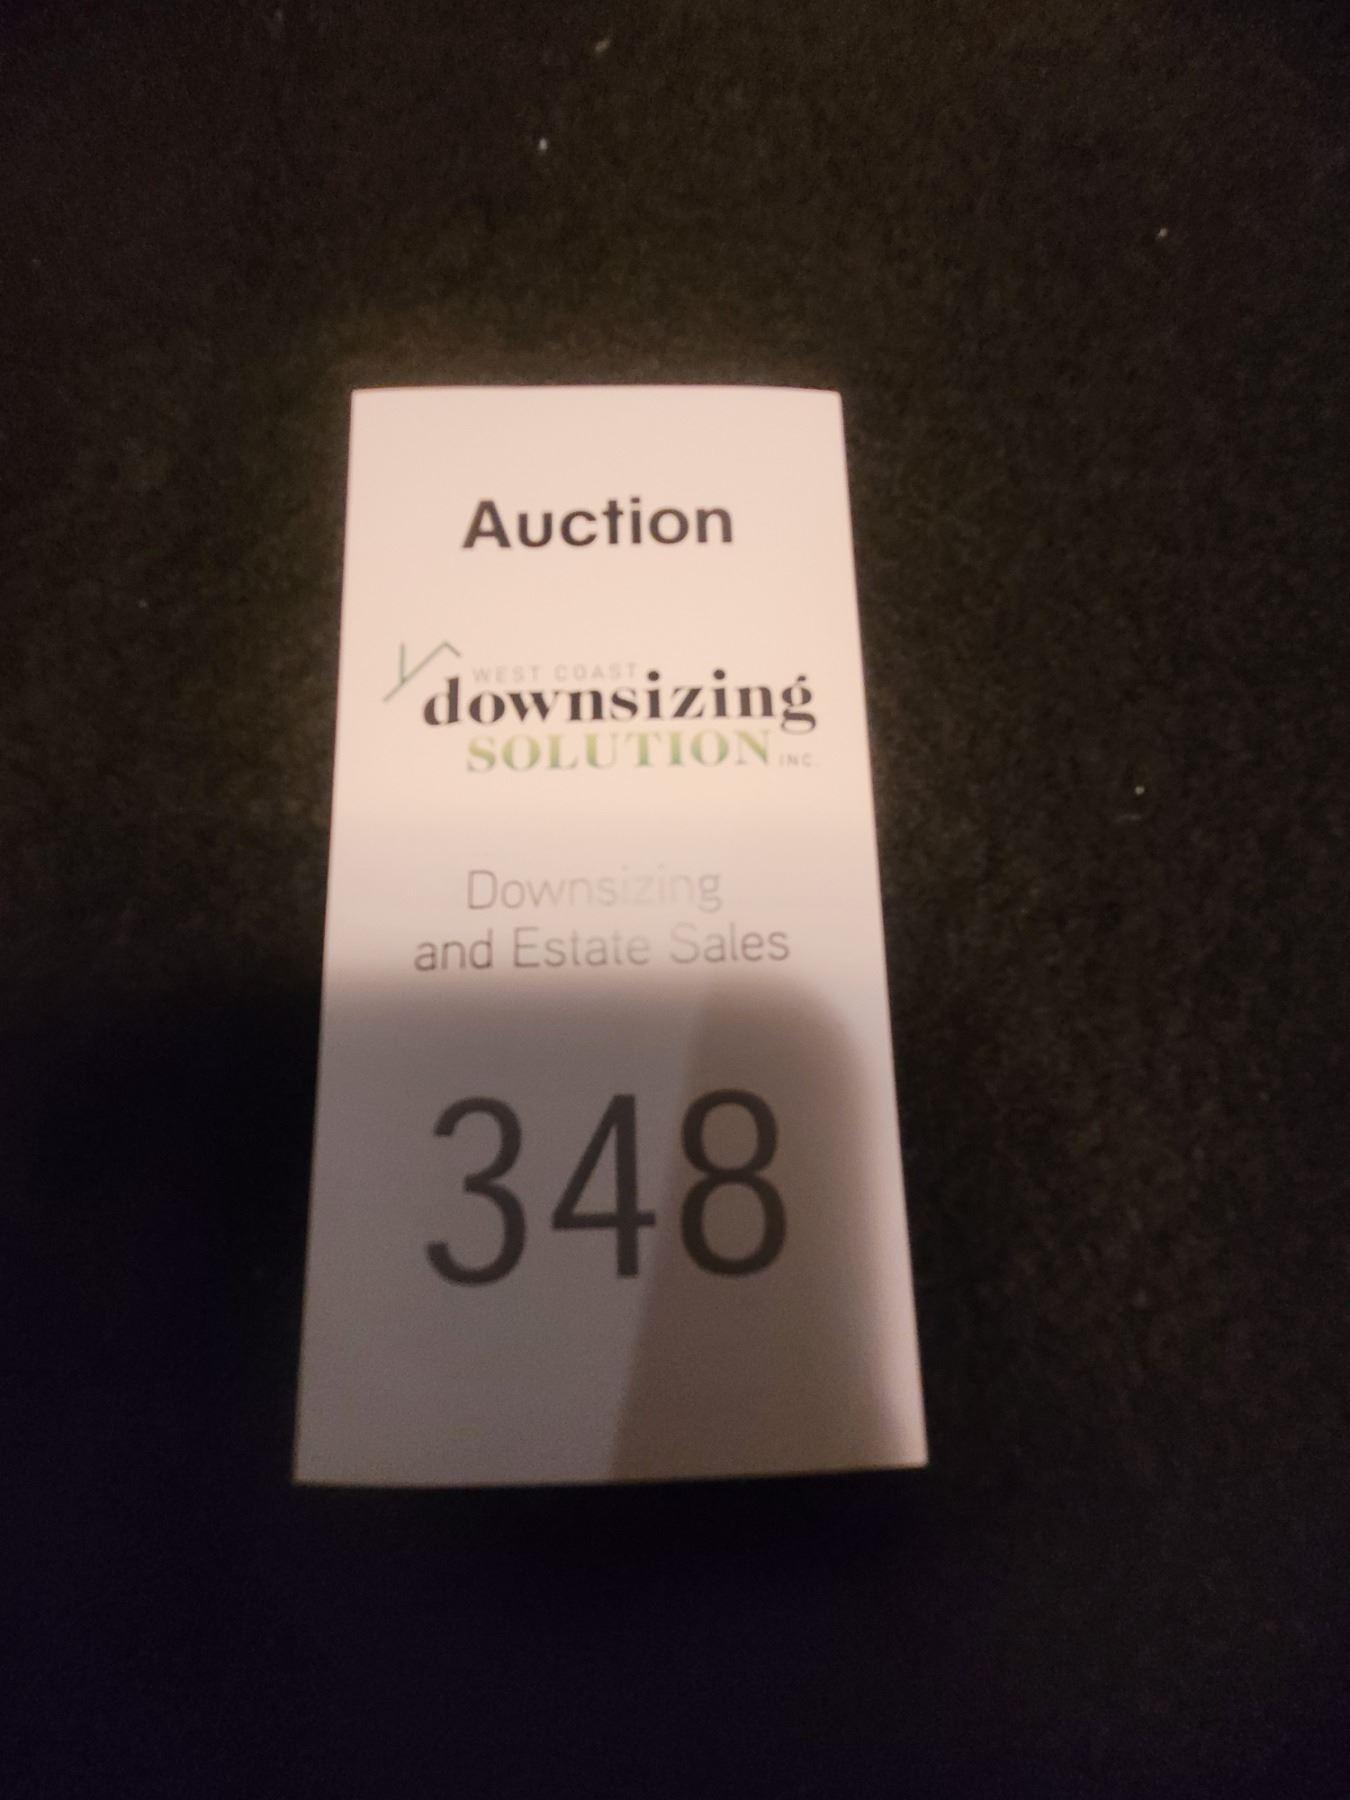 Auction
WEST COAST
downsizing
SOLUTION INC.
Downsizing
and Estate Sales
348